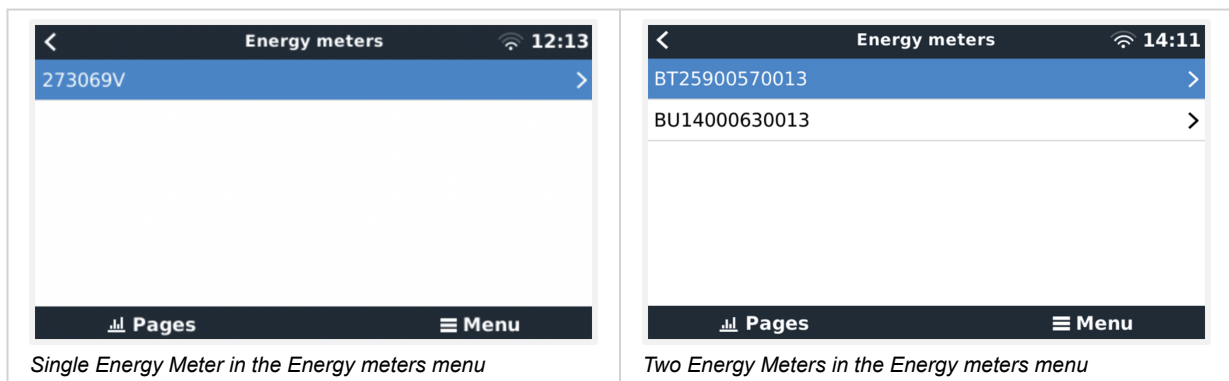 Energy meters 12:13
273069V
Pages Menu
Single Energy Meter in the Energy meters menu
Energy meters 14:11
BT25900570013
BU14000630013
Pages Menu
Two Energy Meters in the Energy meters menu